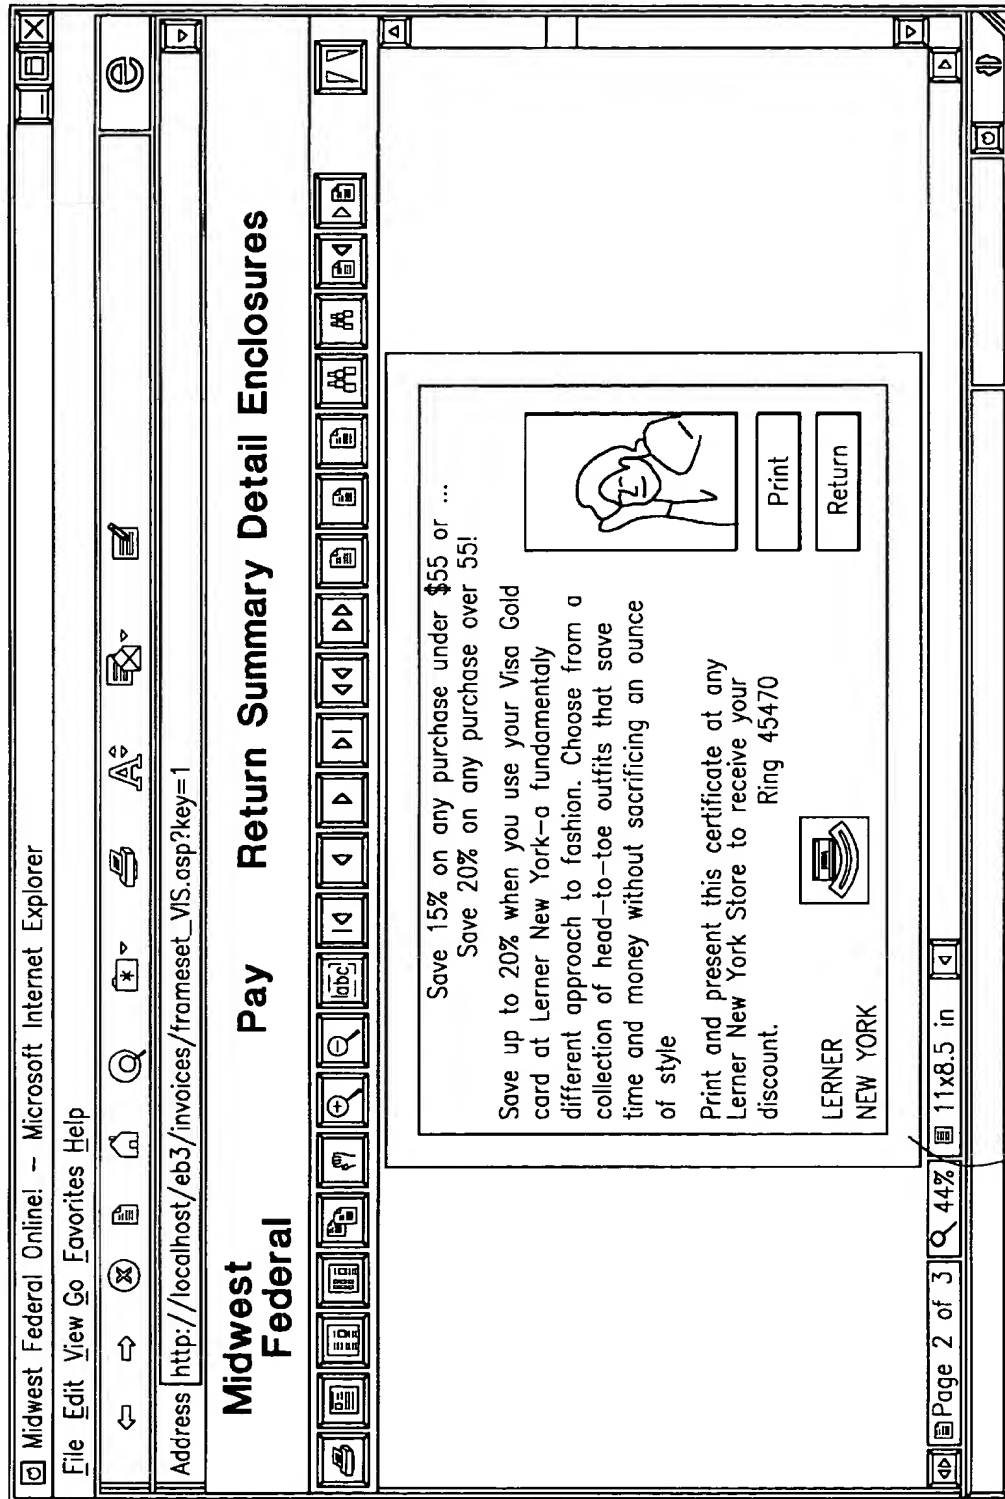 Midwest Federal Online! – Microsoft Internet Explorer
File Edit View Go Favorites Help
Address http://localhost/eb3/invoices/frameset_VIS.asp?key=1
Midwest
Federal
Pay Return Summary Detail Enclosures
abc
Save 15% on any purchase under $55 or ...
Save 20% on any purchase over 55!
Save up to 20% when you use your Visa Gold
card at Lerner New York–a fundamentaly
different approach to fashion. Choose from a
collection of head–to–toe outfits that save
time and money without sacrificing an ounce
of style
Print and present this certificate at any
Lerner New York Store to receive your
discount.
Ring 45470
LERNER
NEW YORK
Print
Return
Page 2 of 3 44% 11x8.5 in